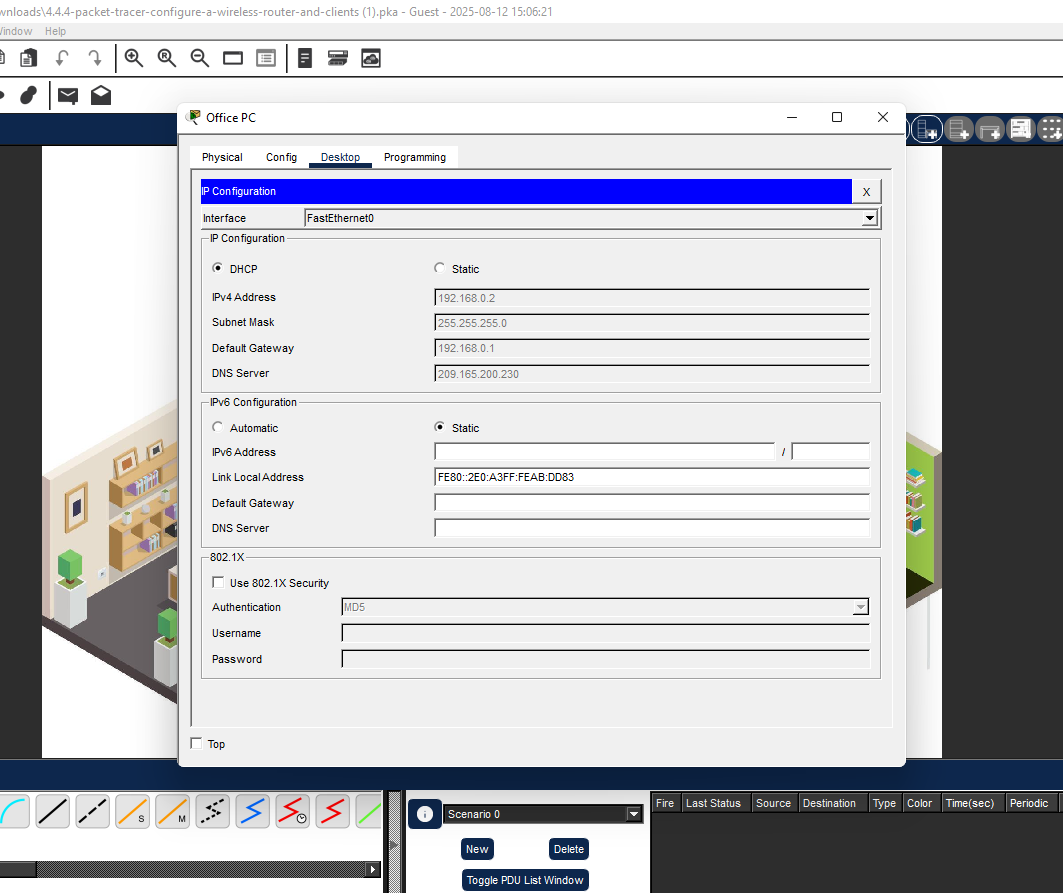 wnloads\4.4.4-packet-tracer-configure-a-wireless-router-and-clients (1).pka - Guest - 2025-08-12 15:06:21
Window Help
Office PC
Physical Config Desktop Programming
IP Configuration X
Interface FastEthernet0
IP Configuration
DHCP Static
IPv4 Address 192.168.0.2
Subnet Mask 255.255.255.0
Default Gateway 192.168.0.1
DNS Server 209.165.200.230
IPv6 Configuration
Automatic Static
IPv6 Address /
Link Local Address FE80::2E0:A3FF:FEAB:DD83
Default Gateway
DNS Server
802.1X
Use 802.1X Security
Authentication MD5
Username
Password
Top
S M
Scenario 0
New Delete
Toggle PDU List Window
Fire Last Status Source Destination Type Color Time(sec) Periodic